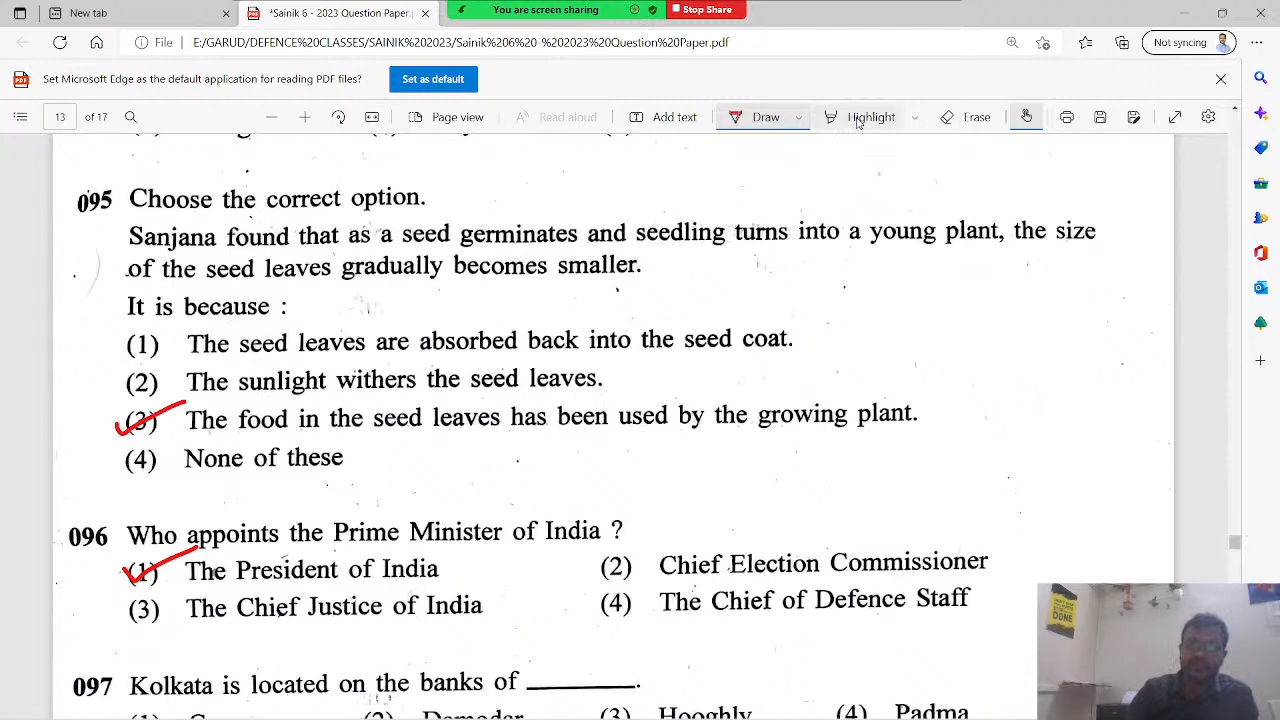 New tab
*Sainik 6 - 2023 Question Paper.
You are screen sharing
Stop Share
File
E:/GARUD/DEFENCE%20CLASSES/SAINIK%202023/Sainik%206%20-%202023%20Question%20Paper.pdf
Not syncing
Set Microsoft Edge as the default application for reading PDF files?
Set as default
13 of 17
Page view
Read aloud
Add text
Draw
Highlight
Erase
095 Choose the correct option.
Sanjana found that as a seed germinates and seedling turns into a young plant, the size
of the seed leaves gradually becomes smaller.
It is because :
(1) The seed leaves are absorbed back into the seed coat.
(2) The sunlight withers the seed leaves.
(3) The food in the seed leaves has been used by the growing plant.
(4) None of these
096 Who appoints the Prime Minister of India ?
(1) The President of India (2) Chief Election Commissioner
(3) The Chief Justice of India (4) The Chief of Defence Staff
097 Kolkata is located on the banks of ________.
(2) Damodar (3) Hooghly (4) Padma
DONE